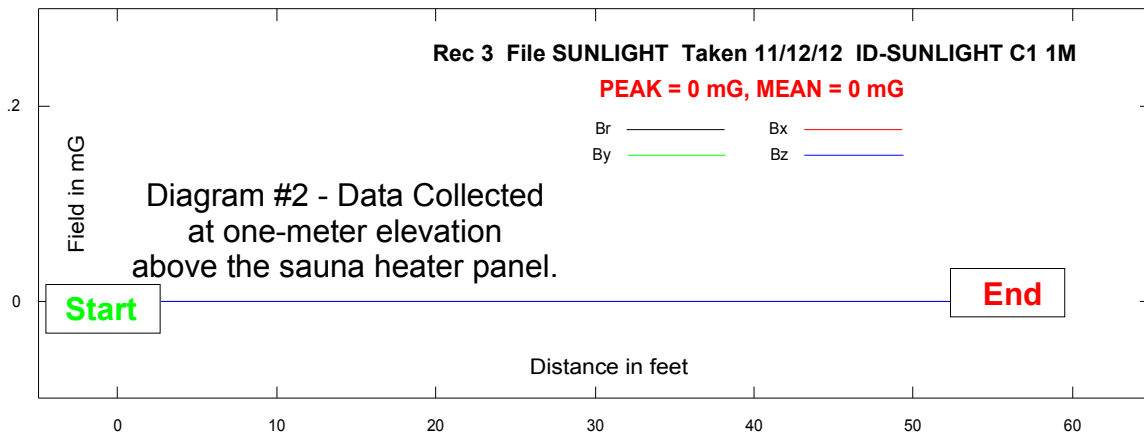 Rec 3 File SUNLIGHT Taken 11/12/12 ID-SUNLIGHT C1 1M
PEAK = 0 mG, MEAN = 0 mG
.2
Br
Bx
By
Bz
Field in mG
Diagram #2 - Data Collected
at one-meter elevation
above the sauna heater panel.
0
Start
End
Distance in feet
0 10 20 30 40 50 60